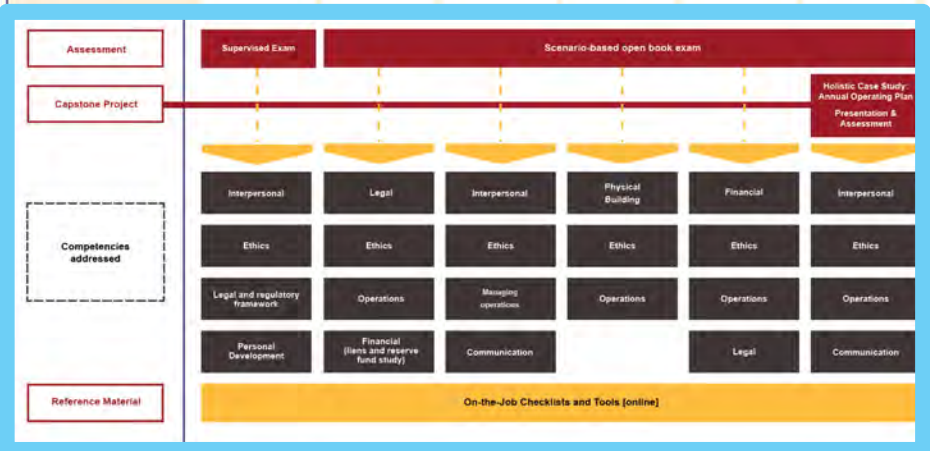 Assessment
Supervised Exam
Scenario-based open book exam
Capstone Project
Holistic Case Study:
Annual Operating Plan
Presentation &
Assessment
Interpersonal
Legal
Interpersonal
Physical
Building
Financial
Interpersonal
Competencies
addressed
Ethics
Ethics
Ethics
Ethics
Ethics
Ethics
Legal and regulatory
framework
Operations
Managing
operations
Operations
Operations
Operations
Personal
Development
Financial
(liens and reserve
fund study)
Communication
Legal
Communication
Reference Material
On-the-Job Checklists and Tools [online]